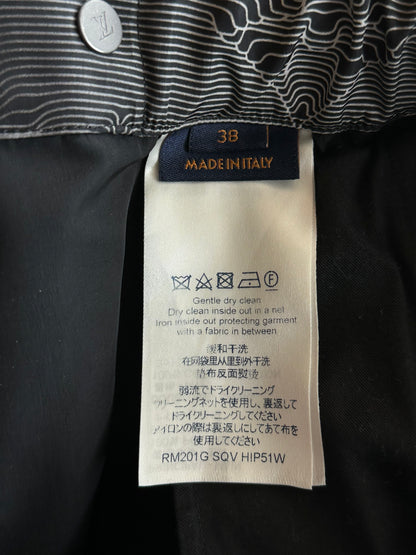 LV
38
MADE IN ITALY
F
Gentle dry clean
Dry clean inside out in a net
Iron inside out protecting garment
with a fabric in between
缓和干洗
在网袋里从里到外干洗
垫布反面熨烫
弱流でドライクリーニング
クリーニングネットを使用し、裏返して
ドライクリーニングしてください
アイロンの際は裏返しにしてあて布を
使用してください
RM201G SQV HIP51W